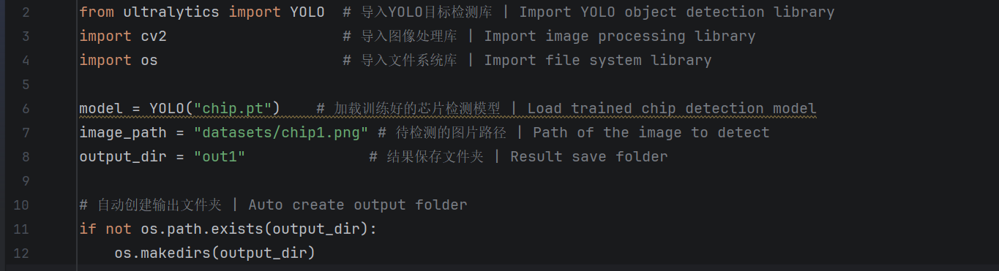 2 from ultralytics import YOLO  # 导入YOLO目标检测库 | Import YOLO object detection library
3 import cv2                    # 导入图像处理库 | Import image processing library
4 import os                     # 导入文件系统库 | Import file system library
5
6 model = YOLO("chip.pt")    # 加载训练好的芯片检测模型 | Load trained chip detection model
7 image_path = "datasets/chip1.png" # 待检测的图片路径 | Path of the image to detect
8 output_dir = "out1"              # 结果保存文件夹 | Result save folder
9
10 # 自动创建输出文件夹 | Auto create output folder
11 if not os.path.exists(output_dir):
12     os.makedirs(output_dir)